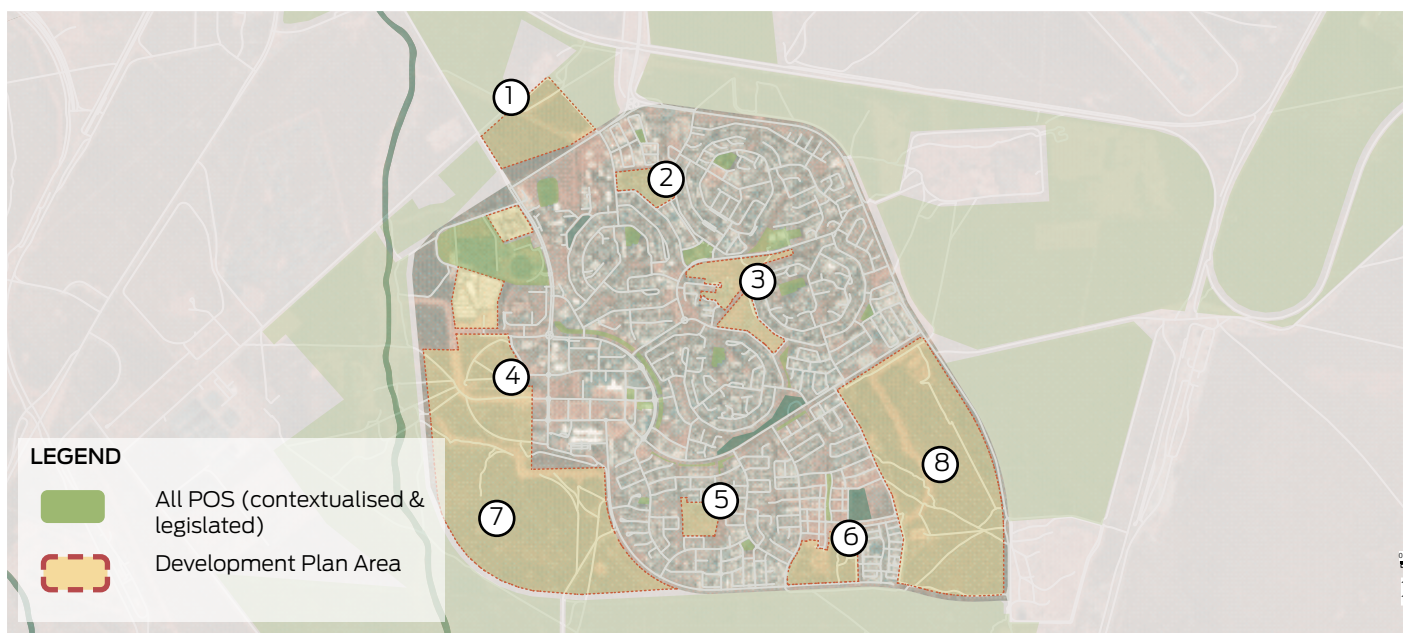 1
2
3
4
5
6
7
8
LEGEND
All POS (contextualised &
legislated)
Development Plan Area